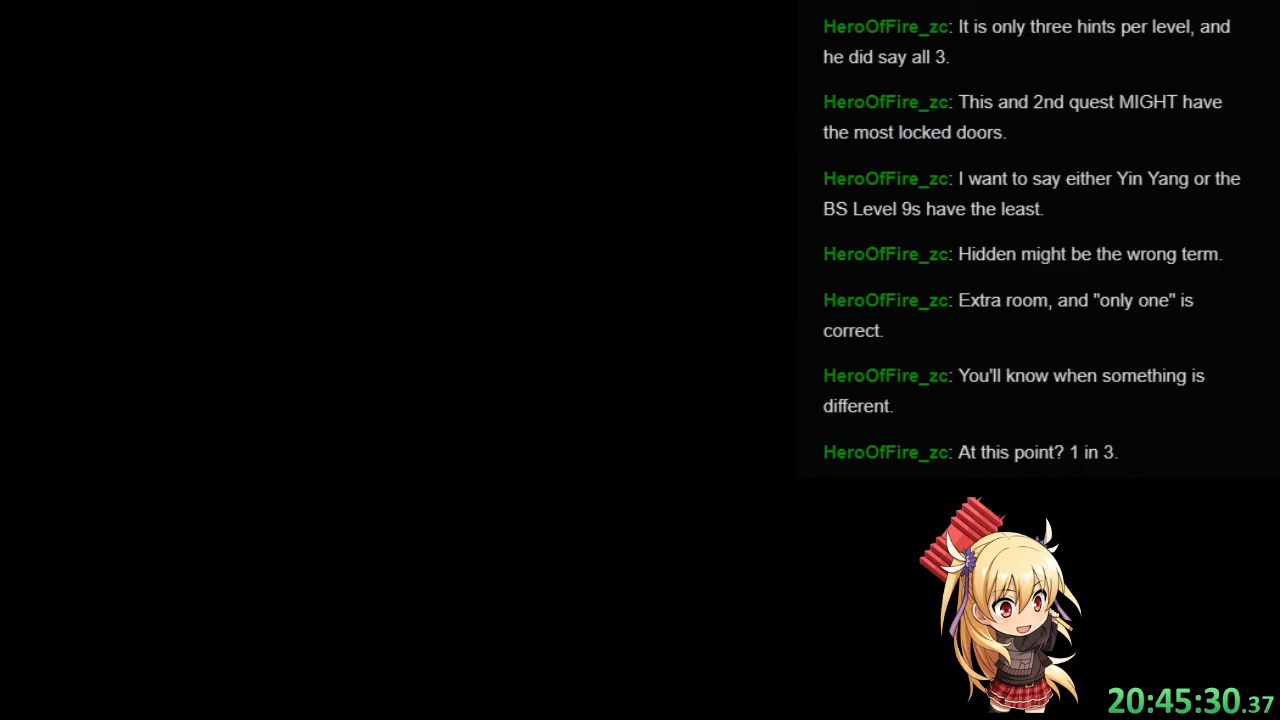 HeroOfFire_zc: It is only three hints per level, and
he did say all 3.
HeroOfFire_zc: This and 2nd quest MIGHT have
the most locked doors.
HeroOfFire_zc: I want to say either Yin Yang or the
BS Level 9s have the least.
HeroOfFire_zc: Hidden might be the wrong term.
HeroOfFire_zc: Extra room, and "only one" is
correct.
HeroOfFire_zc: You'll know when something is
different.
HeroOfFire_zc: At this point? 1 in 3.
20:45:30.37